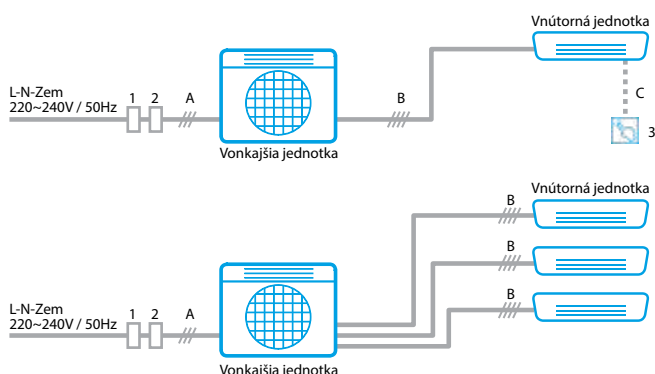 Vnútorná jednotka
L-N-Zem
220~240V / 50Hz
1 2 A B
C
3
Vonkajšia jednotka
Vnútorná jednotka
B
B
B
L-N-Zem
220~240V / 50Hz
1 2 A
Vonkajšia jednotka